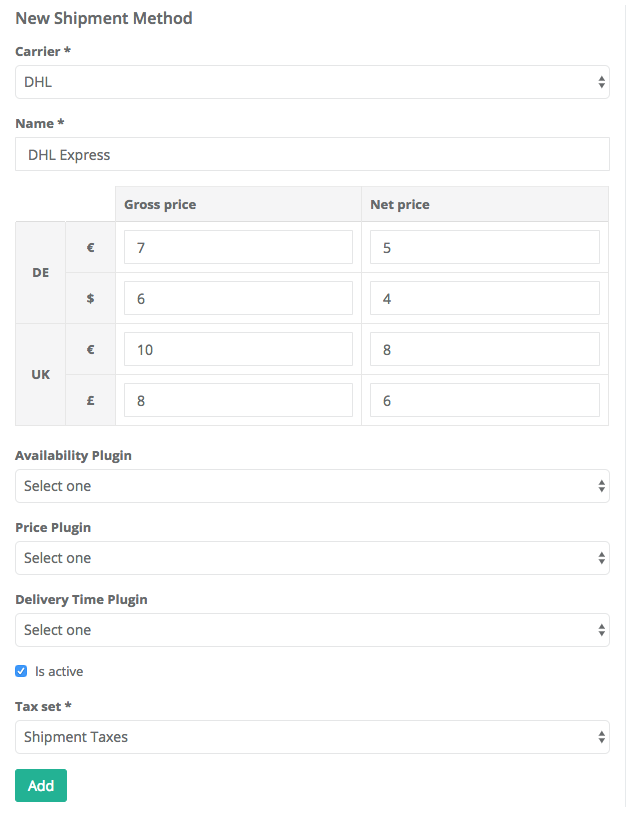 New Shipment Method
Carrier *
DHL
Name *
DHL Express
Gross price Net price
DE € 7 5
$ 6 4
UK € 10 8
£ 8 6
Availability Plugin
Select one
Price Plugin
Select one
Delivery Time Plugin
Select one
Is active
Tax set *
Shipment Taxes
Add